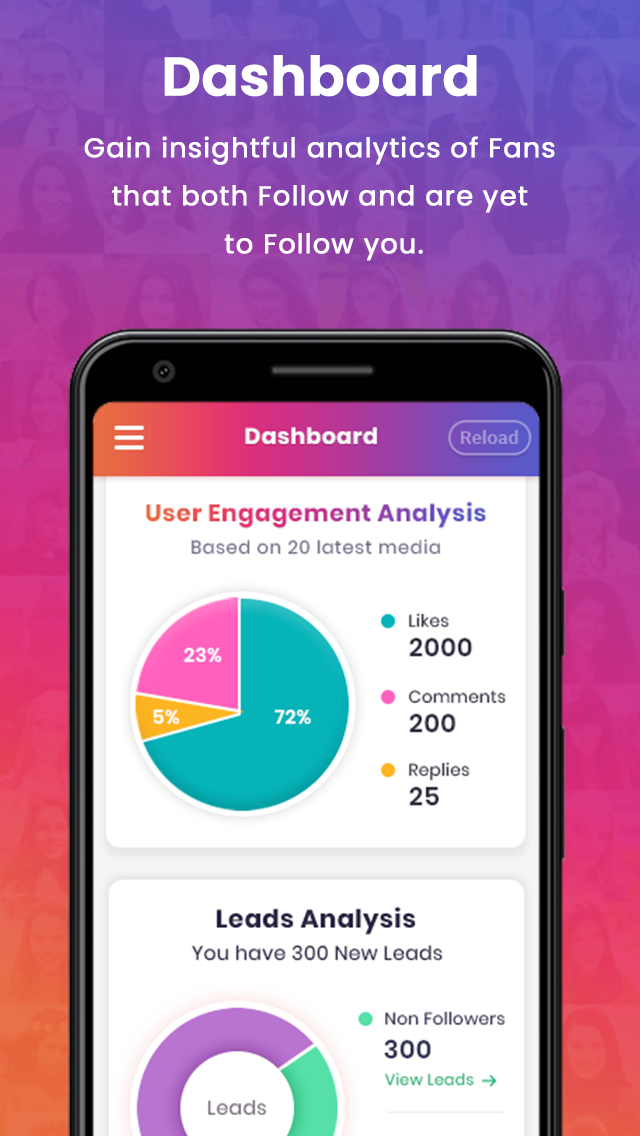 Dashboard
Gain insightful analytics of Fans
that both Follow and are yet
to Follow you.
Dashboard
Reload
User Engagement Analysis
Based on 20 latest media
23%
5%
72%
Likes
2000
Comments
200
Replies
25
Leads Analysis
You have 300 New Leads
Leads
Non Followers
300
View Leads →